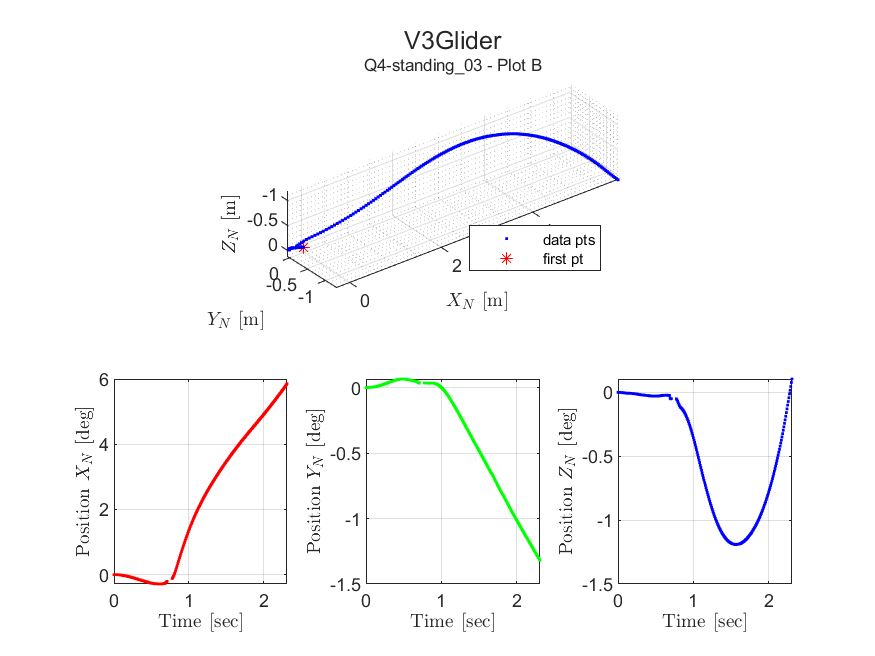 V3Glider
Q4-standing_03 - Plot B
-1
-0.5
0
Z_N [m]
0
-0.5
-1
Y_N [m]
0
2
4
X_N [m]
data pts
first pt
6
4
2
0
Position X_N [deg]
0
1
2
Time [sec]
0
-0.5
-1
-1.5
Position Y_N [deg]
0
1
2
Time [sec]
0
-0.5
-1
-1.5
Position Z_N [deg]
0
1
2
Time [sec]